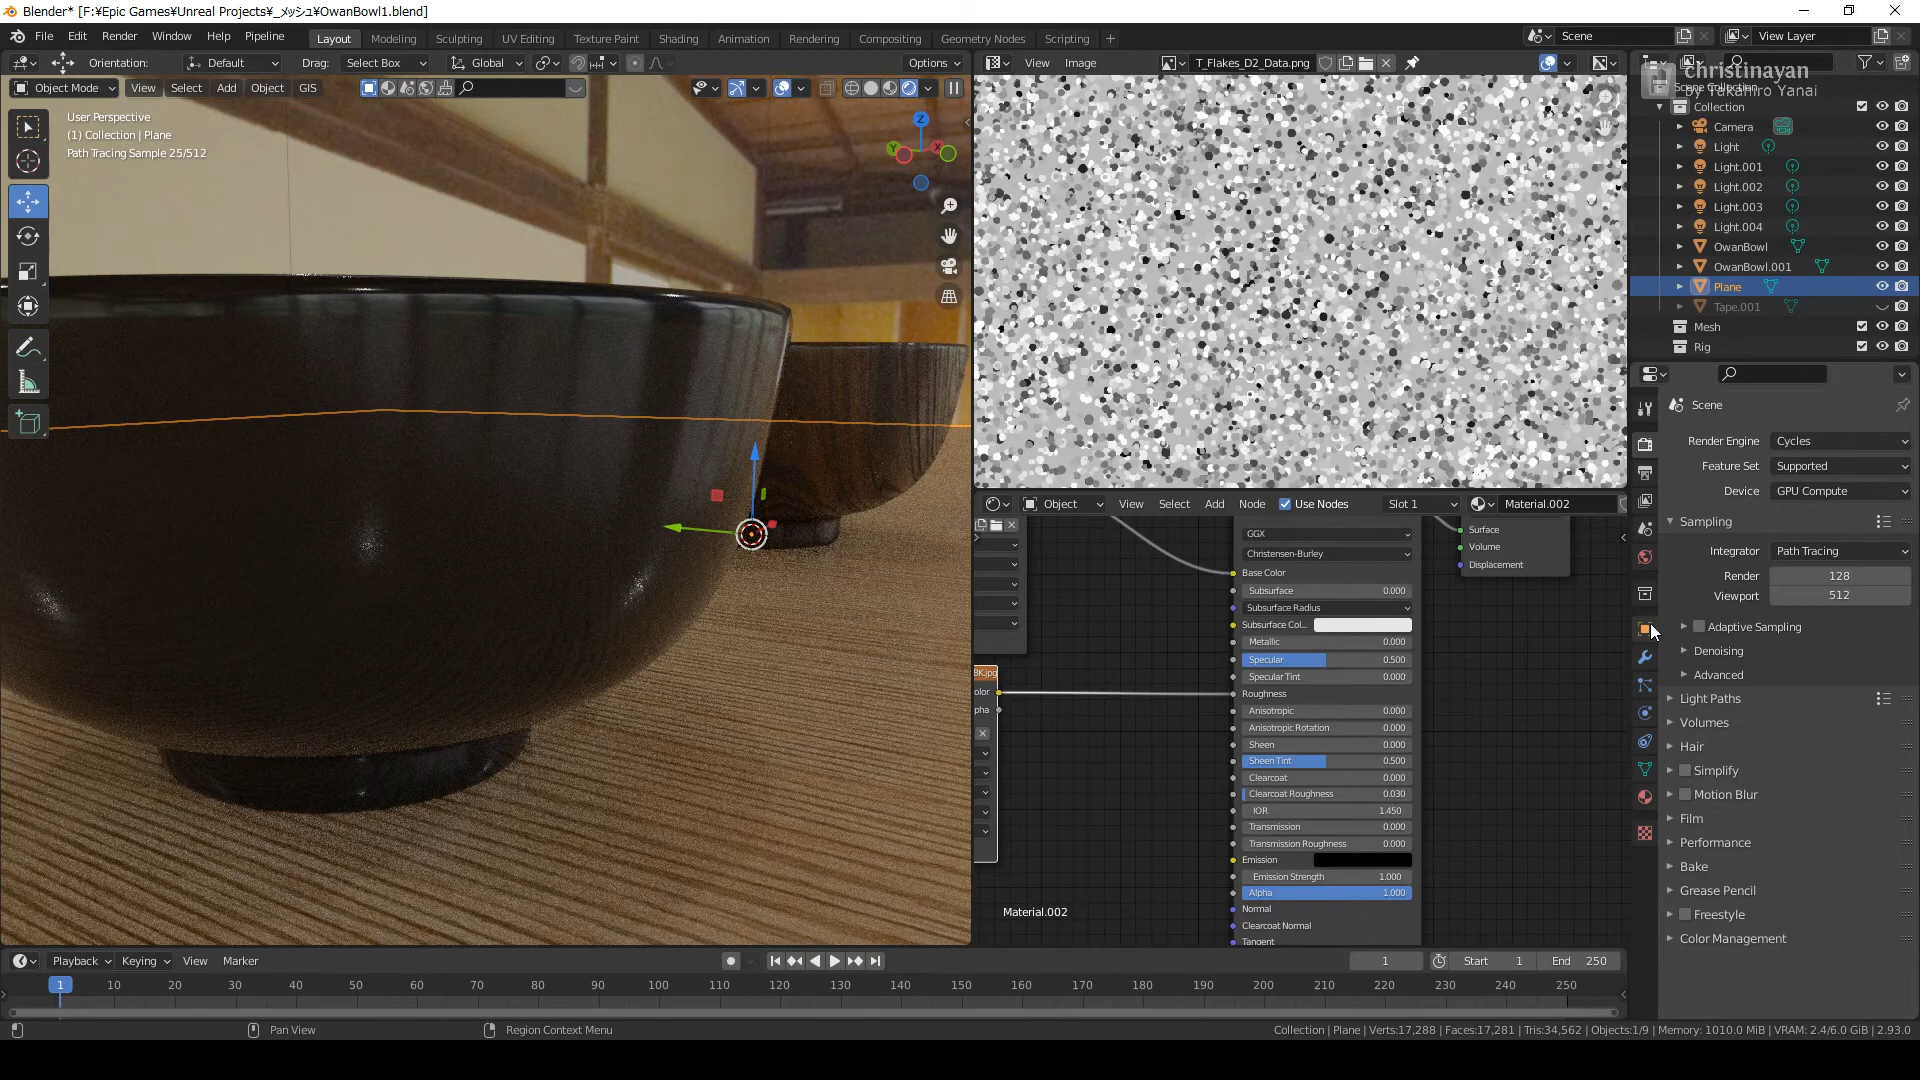 Blender* [F:¥Epic Games¥Unreal Projects¥_メッシュ¥OwanBowl1.blend]
File Edit Render Window Help Pipeline Layout Modeling Sculpting UV Editing Texture Paint Shading Animation Rendering Compositing Geometry Nodes Scripting + Scene View Layer
Orientation: Default Drag: Select Box Global Options
Object Mode View Select Add Object GIS
User Perspective
(1) Collection | Plane
Path Tracing Sample 25/512
Z
Y
X
View Image T_Flakes_D2_Data.png
christinayan
by Takahiro Yanai
Scene Collection
Collection
Camera
Light
Light.001
Light.002
Light.003
Light.004
OwanBowl
OwanBowl.001
Plane
Tape.001
Mesh
Rig
Object View Select Add Node Use Nodes Slot 1 Material.002
GGX
Christensen-Burley
Base Color
Subsurface 0.000
Subsurface Radius
Subsurface Col...
Metallic 0.000
Specular 0.500
Specular Tint 0.000
Roughness
Anisotropic 0.000
Anisotropic Rotation 0.000
Sheen 0.000
Sheen Tint 0.500
Clearcoat 0.000
Clearcoat Roughness 0.030
IOR 1.450
Transmission 0.000
Transmission Roughness 0.000
Emission
Emission Strength 1.000
Alpha 1.000
Normal
Clearcoat Normal
Tangent
Surface
Volume
Displacement
8K.jpg
olor
pha
Material.002
Scene
Render Engine Cycles
Feature Set Supported
Device GPU Compute
Sampling
Integrator Path Tracing
Render 128
Viewport 512
Adaptive Sampling
Denoising
Advanced
Light Paths
Volumes
Hair
Simplify
Motion Blur
Film
Performance
Bake
Grease Pencil
Freestyle
Color Management
Playback Keying View Marker 1 Start 1 End 250
1 10 20 30 40 50 60 70 80 90 100 110 120 130 140 150 160 170 180 190 200 210 220 230 240 250
Pan View Region Context Menu Collection | Plane | Verts:17,288 | Faces:17,281 | Tris:34,562 | Objects:1/9 | Memory: 1010.0 MiB | VRAM: 2.4/6.0 GiB | 2.93.0